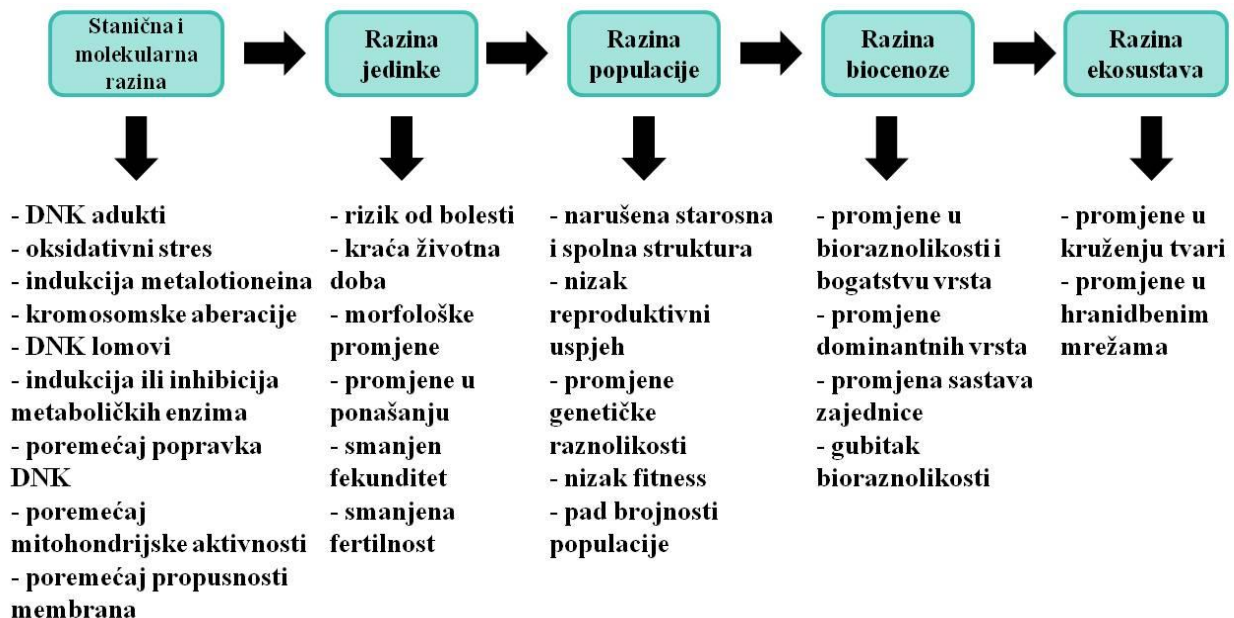 Stanična i
molekularna
razina
Razina
jedinke
Razina
populacije
Razina
biocenoze
Razina
ekosustava
- DNK adukti
- oksidativni stres
- indukcija metalotioneina
- kromosomske aberacije
- DNK lomovi
- indukcija ili inhibicija
metaboličkih enzima
- poremećaj popravka
DNK
- poremećaj
mitohondrijske aktivnosti
- poremećaj propusnosti
membrana
- rizik od bolesti
- kraća životna
doba
- morfološke
promjene
- promjene u
ponašanju
- smanjen
fekunditet
- smanjena
fertilnost
- narušena starosna
i spolna struktura
- nizak
reproduktivni
uspjeh
- promjene
genetičke
raznolikosti
- nizak fitness
- pad brojnosti
populacije
- promjene u
bioraznolikosti i
bogatstvu vrsta
- promjene
dominantnih vrsta
- promjena sastava
zajednice
- gubitak
bioraznolikosti
- promjene u
kruženju tvari
- promjene u
hranidbenim
mrežama